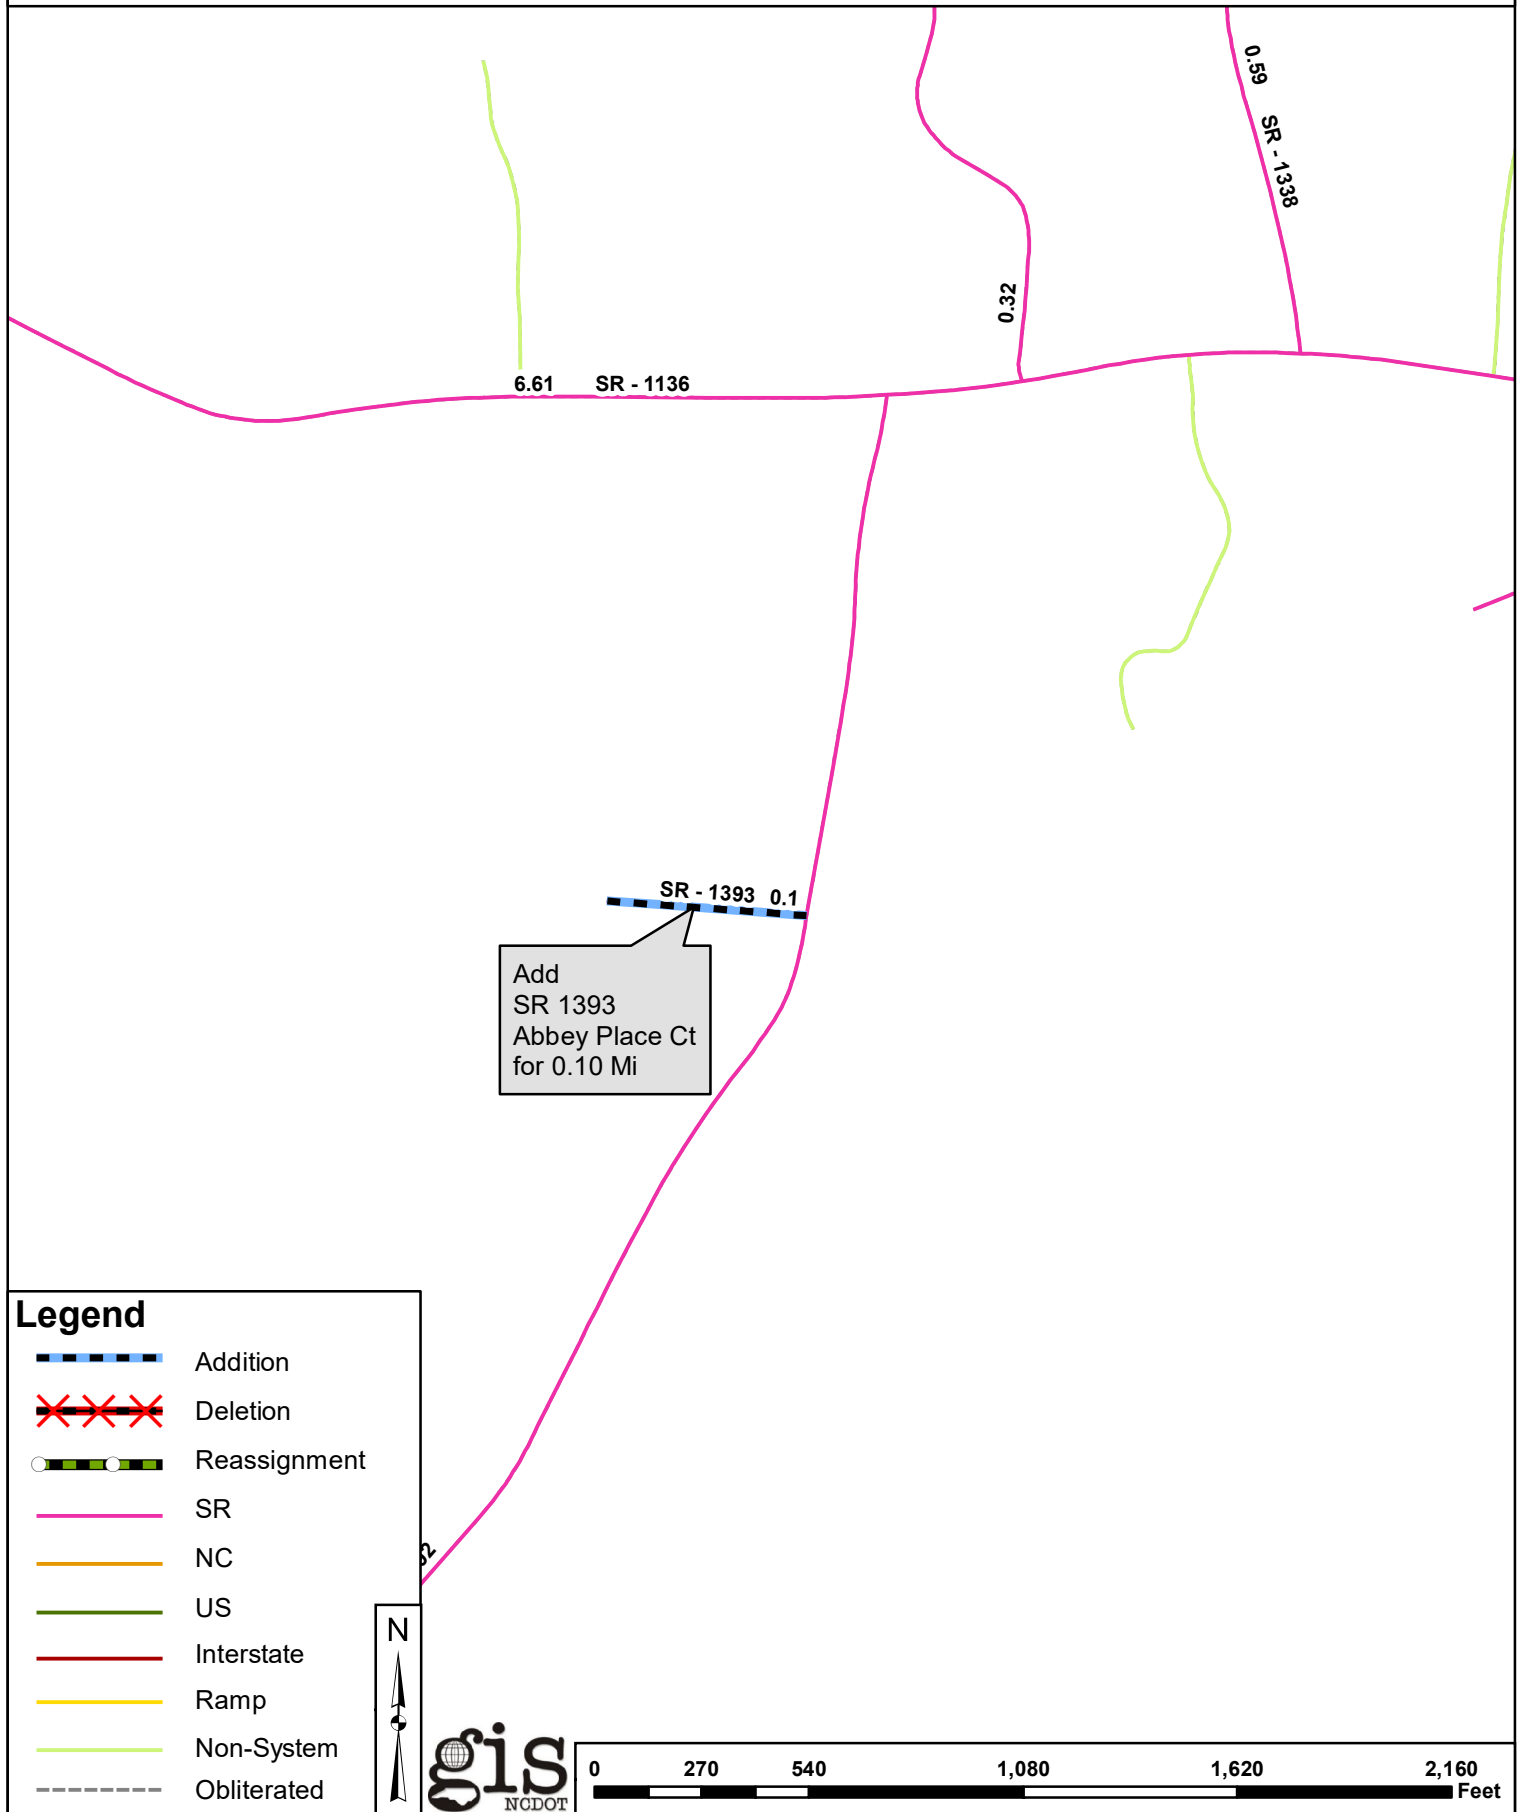 0.59 SR - 1338
0.32
6.61 SR - 1136
SR - 1393 0.1
Add
SR 1393
Abbey Place Ct
for 0.10 Mi
Legend
Addition
Deletion
Reassignment
SR
NC
US
Interstate
Ramp
Non-System
Obliterated
N
gis
NCDOT
0 270 540 1,080 1,620 2,160
Feet